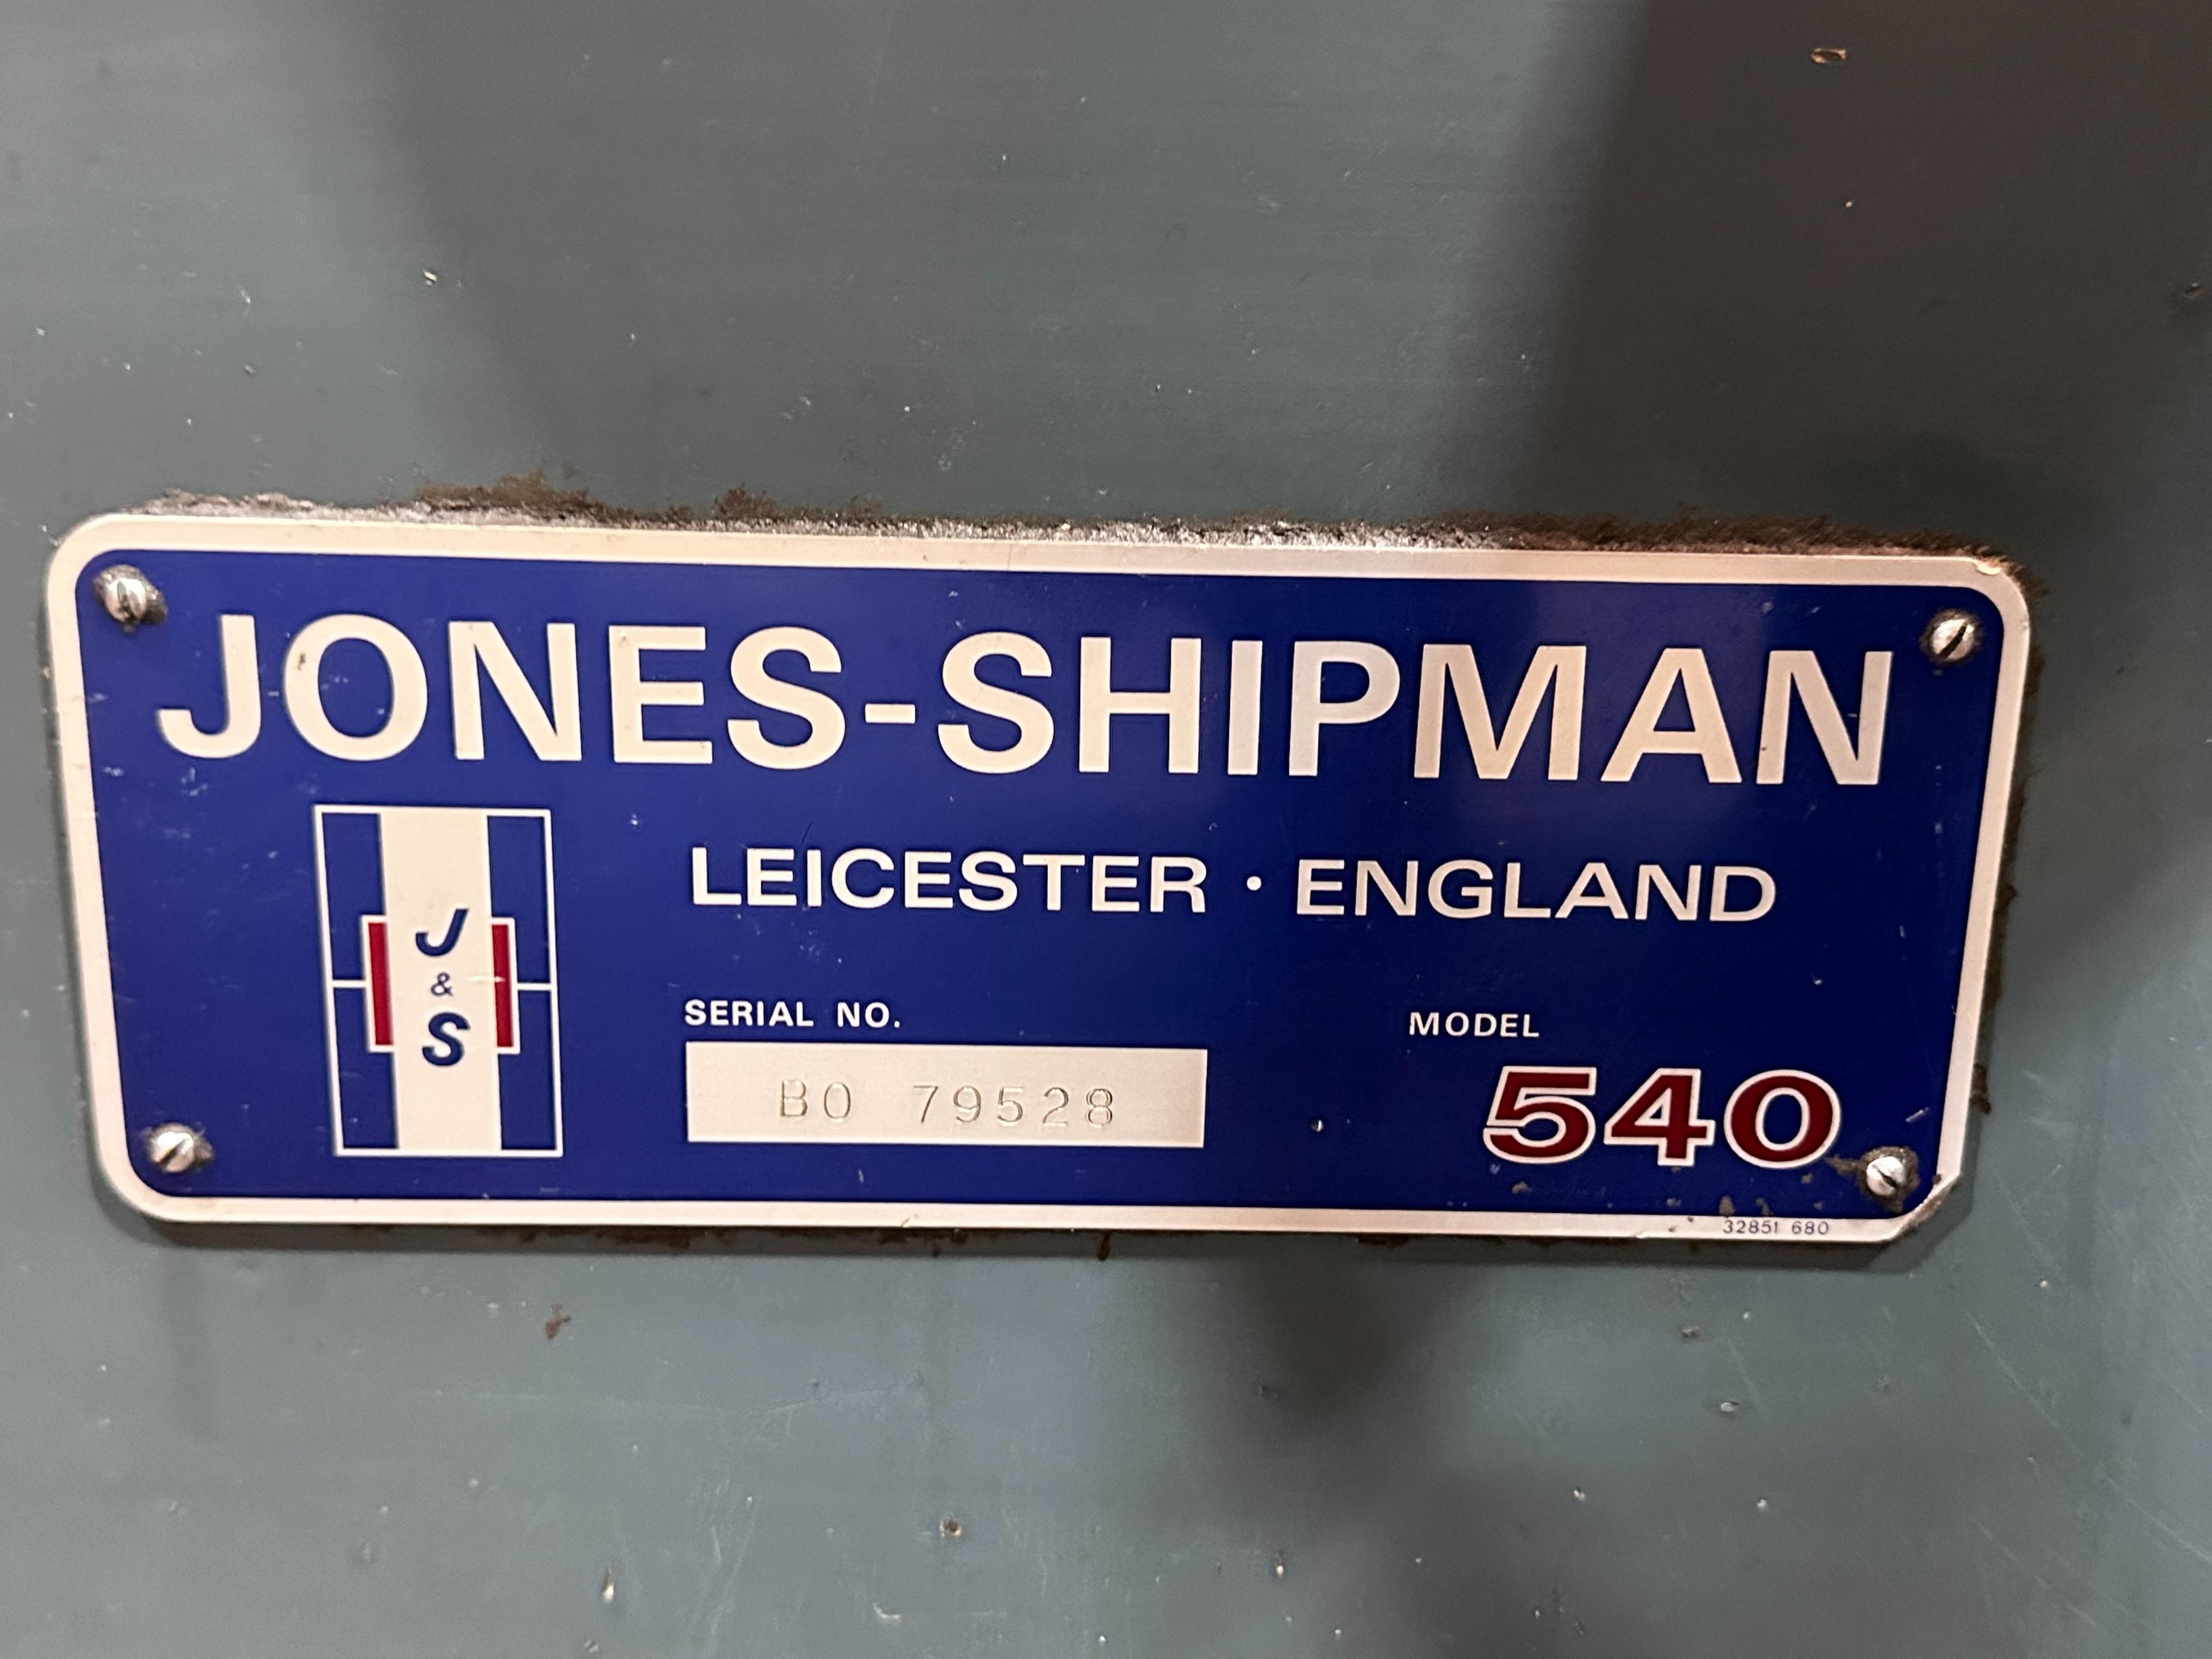 JONES-SHIPMAN
LEICESTER · ENGLAND
J
&
S
SERIAL NO.
BO 79528
MODEL
540
32851 680